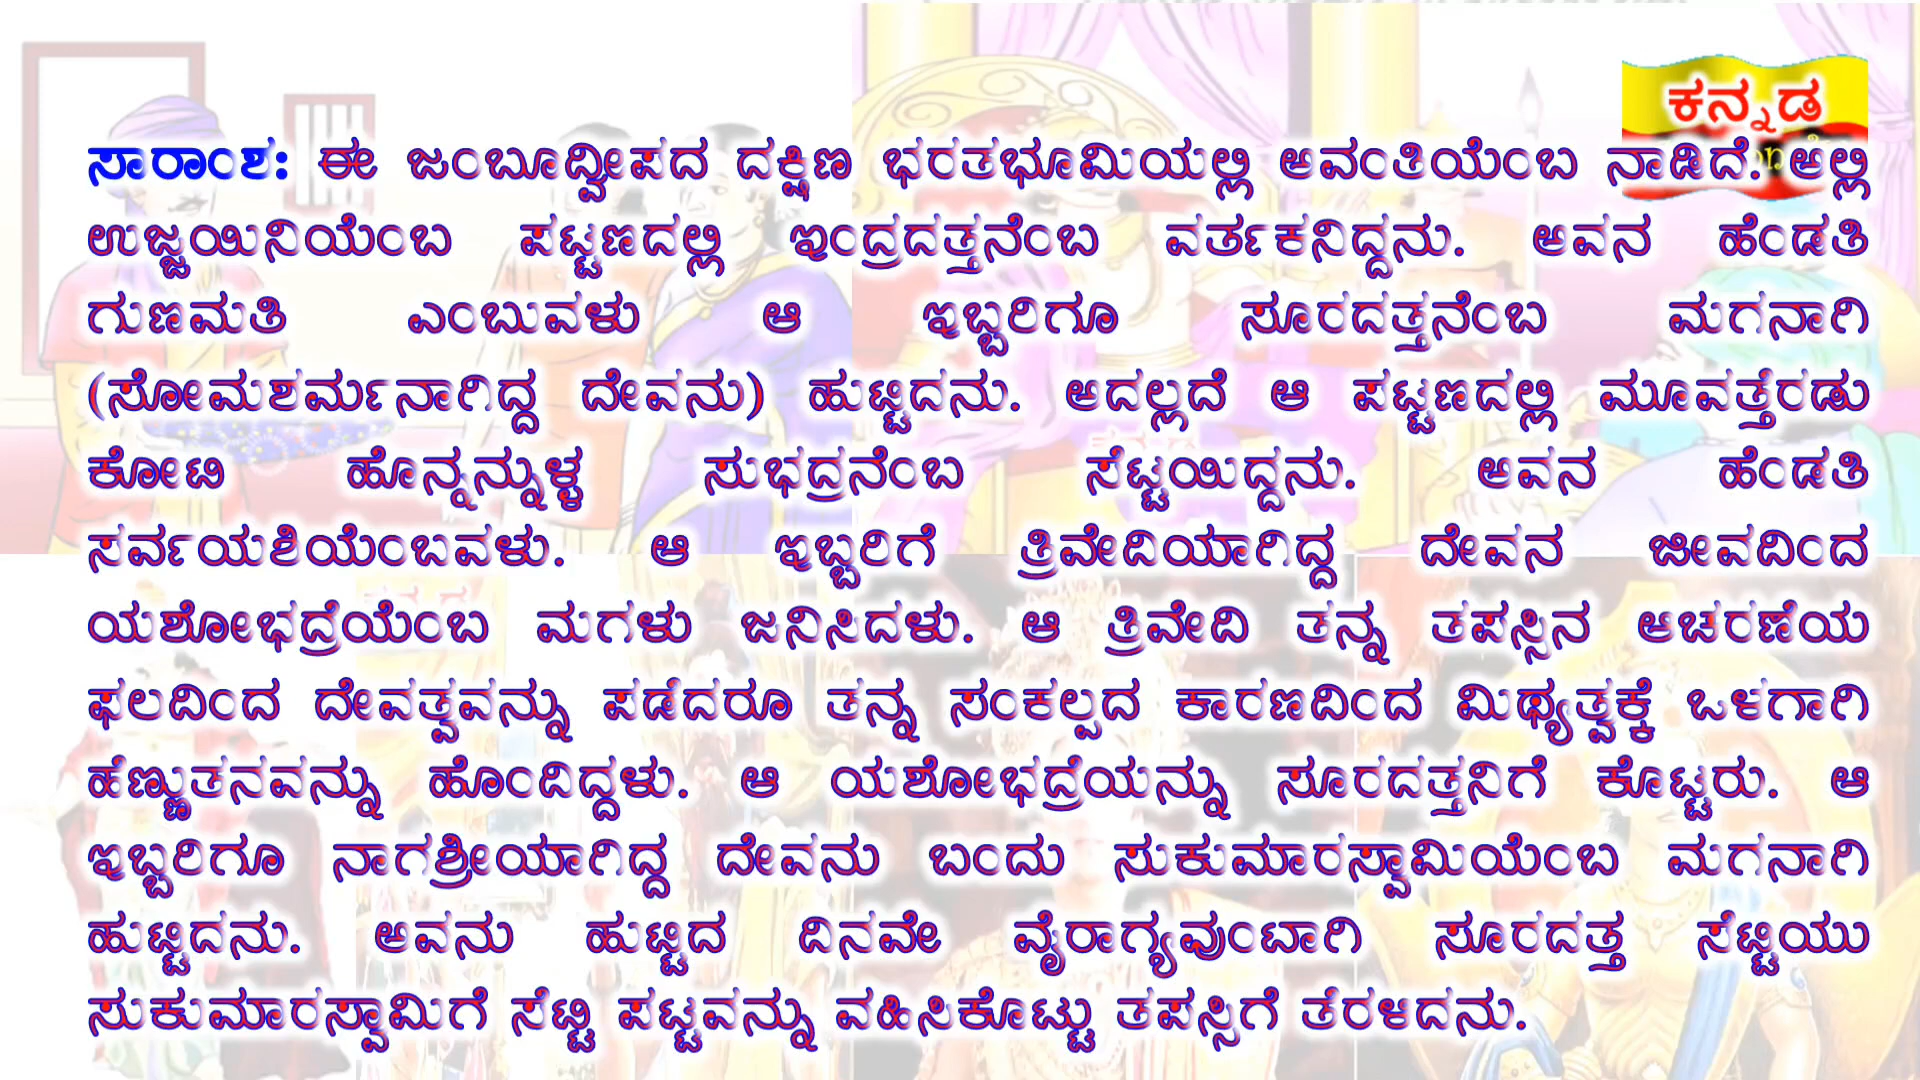 ಕನ್ನಡ
ಸಾರಾಂಶ: ಈ ಜಂಬೂದ್ವೀಪದ ದಕ್ಷಿಣ ಭರತಭೂಮಿಯಲ್ಲಿ ಅವಂತಿಯೆಂಬ ನಾಡಿದೆ. ಅಲ್ಲಿ
ಉಜ್ಜಯಿನಿಯೆಂಬ ಪಟ್ಟಣದಲ್ಲಿ ಇಂದ್ರದತ್ತನೆಂಬ ವರ್ತಕನಿದ್ದನು. ಅವನ ಹೆಂಡತಿ
ಗುಣಮತಿ ಎಂಬುವಳು ಆ ಇಬ್ಬರಿಗೂ ಸೂರದತ್ತನೆಂಬ ಮಗನಾಗಿ
(ಸೋಮಶರ್ಮನಾಗಿದ್ದ ದೇವನು) ಹುಟ್ಟಿದನು. ಅದಲ್ಲದೆ ಆ ಪಟ್ಟಣದಲ್ಲಿ ಮೂವತ್ತೆರಡು
ಕೋಟಿ ಹೊನ್ನನ್ನುಳ್ಳ ಸುಭದ್ರನೆಂಬ ಸೆಟ್ಟಿಯಿದ್ದನು. ಅವನ ಹೆಂಡತಿ
ಸರ್ವಯಶಿಯೆಂಬವಳು. ಆ ಇಬ್ಬರಿಗೆ ತ್ರಿವೇದಿಯಾಗಿದ್ದ ದೇವನ ಜೀವದಿಂದ
ಯಶೋಭದ್ರೆಯೆಂಬ ಮಗಳು ಜನಿಸಿದಳು. ಆ ತ್ರಿವೇದಿ ತನ್ನ ತಪಸ್ಸಿನ ಆಚರಣೆಯ
ಫಲದಿಂದ ದೇವತ್ವವನ್ನು ಪಡೆದರೂ ತನ್ನ ಸಂಕಲ್ಪದ ಕಾರಣದಿಂದ ಮಿಥ್ಯತ್ವಕ್ಕೆ ಒಳಗಾಗಿ
ಹೆಣ್ಣುತನವನ್ನು ಹೊಂದಿದ್ದಳು. ಆ ಯಶೋಭದ್ರೆಯನ್ನು ಸೂರದತ್ತನಿಗೆ ಕೊಟ್ಟರು. ಆ
ಇಬ್ಬರಿಗೂ ನಾಗಶ್ರೀಯಾಗಿದ್ದ ದೇವನು ಬಂದು ಸುಕುಮಾರಸ್ವಾಮಿಯೆಂಬ ಮಗನಾಗಿ
ಹುಟ್ಟಿದನು. ಅವನು ಹುಟ್ಟಿದ ದಿನವೇ ವೈರಾಗ್ಯವುಂಟಾಗಿ ಸೂರದತ್ತ ಸೆಟ್ಟಿಯು
ಸುಕುಮಾರಸ್ವಾಮಿಗೆ ಸೆಟ್ಟಿ ಪಟ್ಟವನ್ನು ವಹಿಸಿಕೊಟ್ಟು ತಪಸ್ಸಿಗೆ ತೆರಳಿದನು.